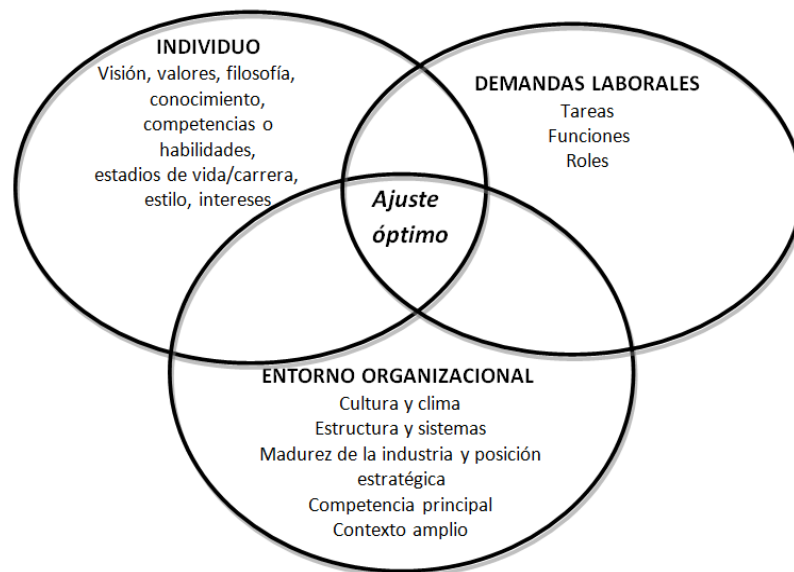 INDIVIDUO
Visión, valores, filosofía,
conocimiento,
competencias o
habilidades,
estadios de vida/carrera,
estilo, intereses
DEMANDAS LABORALES
Tareas
Funciones
Roles
Ajuste
óptimo
ENTORNO ORGANIZACIONAL
Cultura y clima
Estructura y sistemas
Madurez de la industria y posición
estratégica
Competencia principal
Contexto amplio